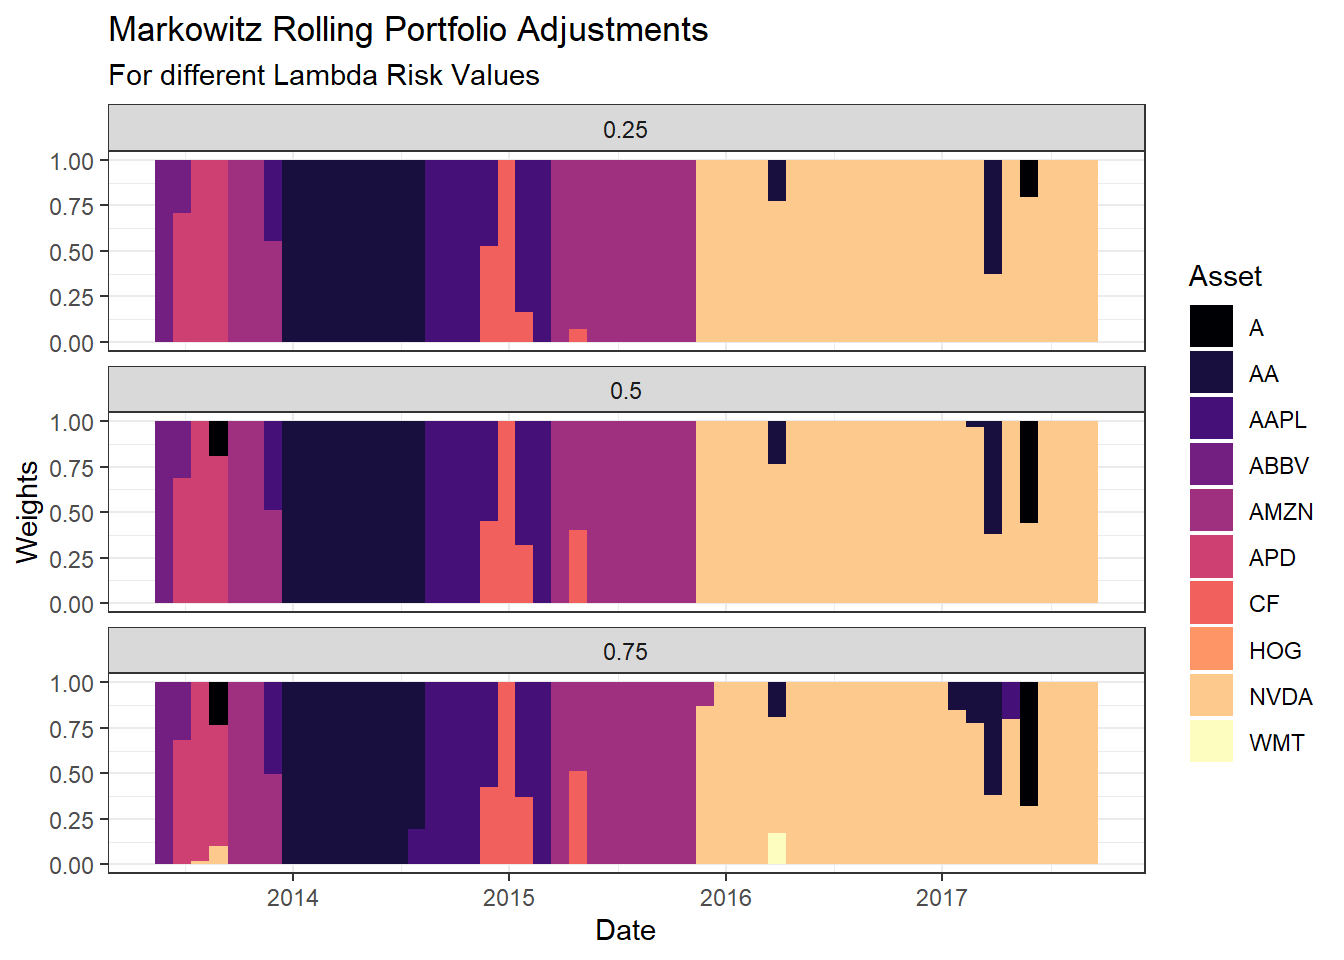 Markowitz Rolling Portfolio Adjustments
For different Lambda Risk Values
0.25
1.00
0.75
0.50
0.25
0.00
0.5
1.00
0.75
0.50
0.25
0.00
0.75
1.00
0.75
0.50
0.25
0.00
2014 2015 2016 2017
Date
Weights
Asset
A
AA
AAPL
ABBV
AMZN
APD
CF
HOG
NVDA
WMT